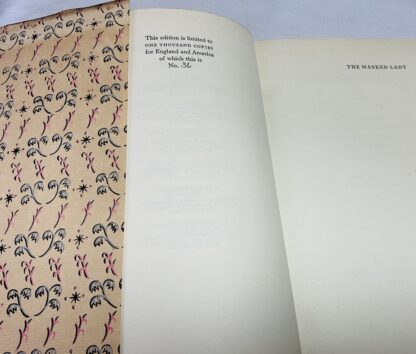 This edition is limited to
ONE THOUSAND COPIES
for England and America
of which this is
No. 36
THE MASKED LADY